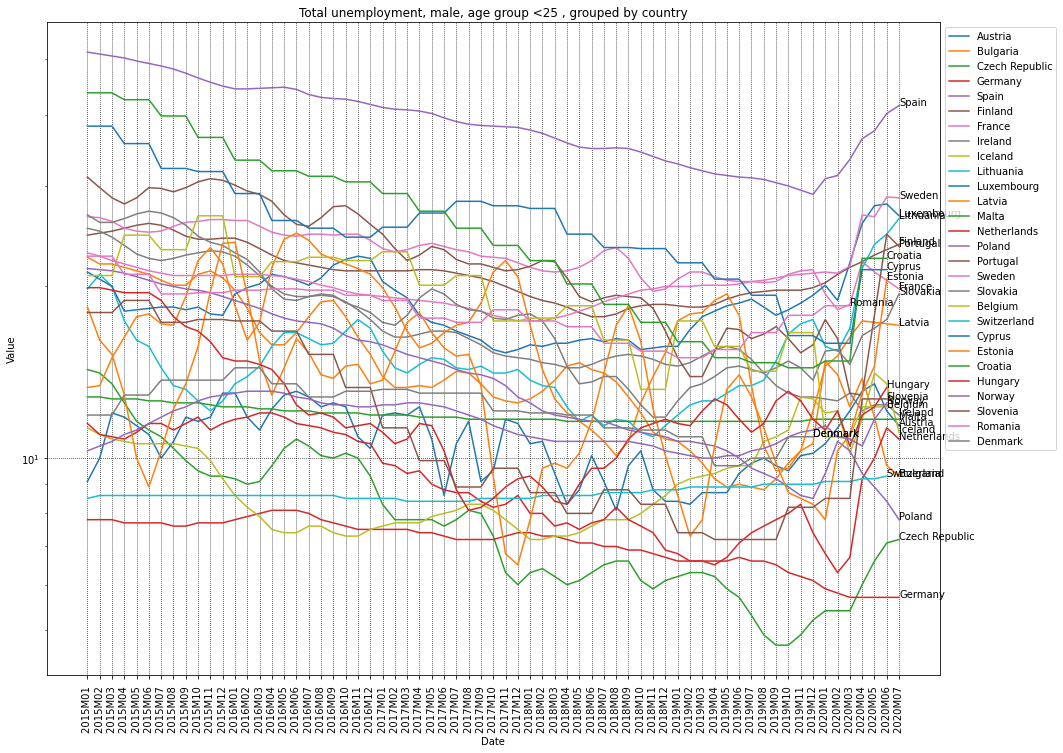 Total unemployment, male, age group <25 , grouped by country
Value
10¹
Spain
Sweden
Luxembourg
Lithuania
Finland
Portugal
Croatia
Cyprus
Estonia
France
Slovakia
Romania
Latvia
Hungary
Slovenia
Malta
Belgium
Ireland
Austria
Iceland
Denmark
Netherlands
Switzerland
Bulgaria
Poland
Czech Republic
Germany
Austria
Bulgaria
Czech Republic
Germany
Spain
Finland
France
Ireland
Iceland
Lithuania
Luxembourg
Latvia
Malta
Netherlands
Poland
Portugal
Sweden
Slovakia
Belgium
Switzerland
Cyprus
Estonia
Croatia
Hungary
Norway
Slovenia
Romania
Denmark
2015M01
2015M02
2015M03
2015M04
2015M05
2015M06
2015M07
2015M08
2015M09
2015M10
2015M11
2015M12
2016M01
2016M02
2016M03
2016M04
2016M05
2016M06
2016M07
2016M08
2016M09
2016M10
2016M11
2016M12
2017M01
2017M02
2017M03
2017M04
2017M05
2017M06
2017M07
2017M08
2017M09
2017M10
2017M11
2017M12
2018M01
2018M02
2018M03
2018M04
2018M05
2018M06
2018M07
2018M08
2018M09
2018M10
2018M11
2018M12
2019M01
2019M02
2019M03
2019M04
2019M05
2019M06
2019M07
2019M08
2019M09
2019M10
2019M11
2019M12
2020M01
2020M02
2020M03
2020M04
2020M05
2020M06
2020M07
Date